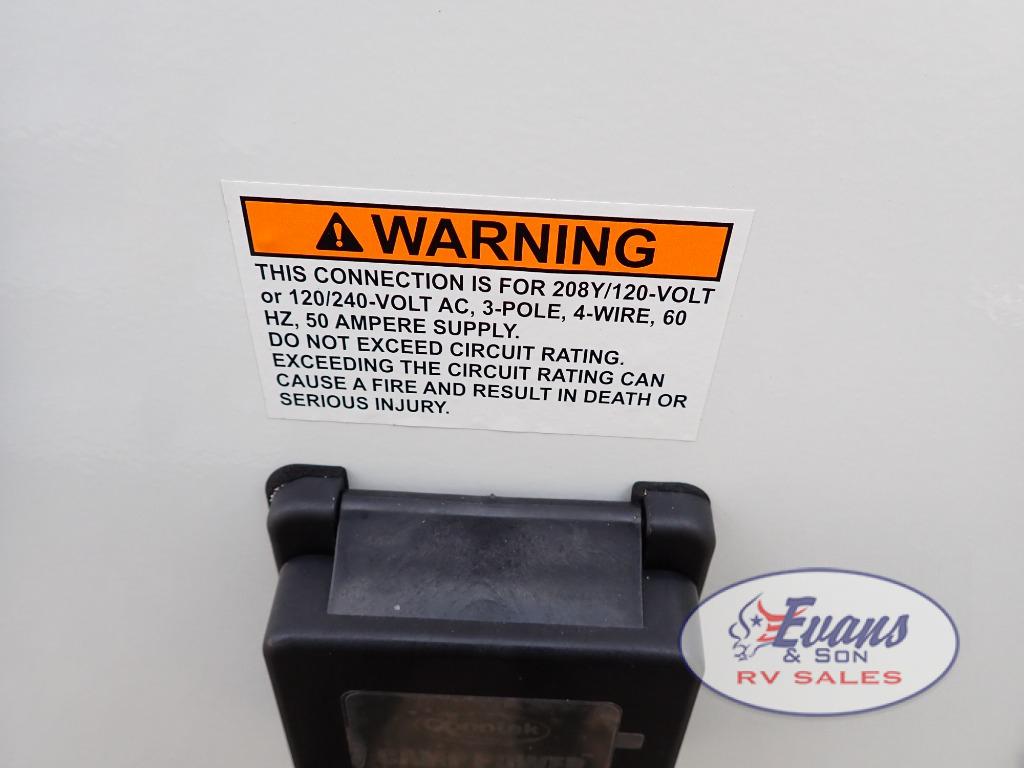 WARNING
THIS CONNECTION IS FOR 208Y/120-VOLT
or 120/240-VOLT AC, 3-POLE, 4-WIRE, 60
HZ, 50 AMPERE SUPPLY.
DO NOT EXCEED CIRCUIT RATING.
EXCEEDING THE CIRCUIT RATING CAN
CAUSE A FIRE AND RESULT IN DEATH OR
SERIOUS INJURY.
Evans
& SON
RV SALES